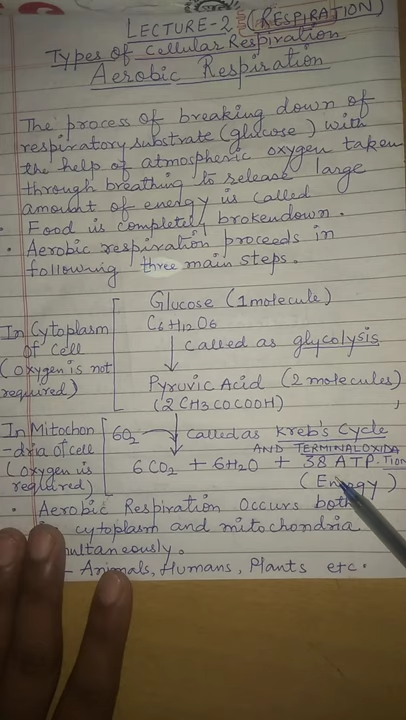 LECTURE-2 (RESPIRATION)
Types of Cellular Respiration
Aerobic Respiration
The process of breaking down of
respiratory substrate (glucose) with
the help of atmospheric oxygen taken
through breathing to release large
amount of energy is called
• Food is completely brokendown.
• Aerobic respiration proceeds in
following three main steps.
In Cytoplasm
of Cell
(oxygen is not
required)
Glucose (1 molecule)
C6H12O6
↓ called as glycolysis
Pyruvic Acid (2 molecules)
(2 CH3COCOOH)
In Mitochon
-dria of cell
(oxygen is
required)
6O2 → called as Kreb's Cycle
AND TERMINALOXIDA
TION
6CO2 + 6H2O + 38 ATP
(Energy)
• Aerobic Respiration Occurs both
cytoplasm and mitochondria
multaneously.
- Animals, Humans, Plants etc.